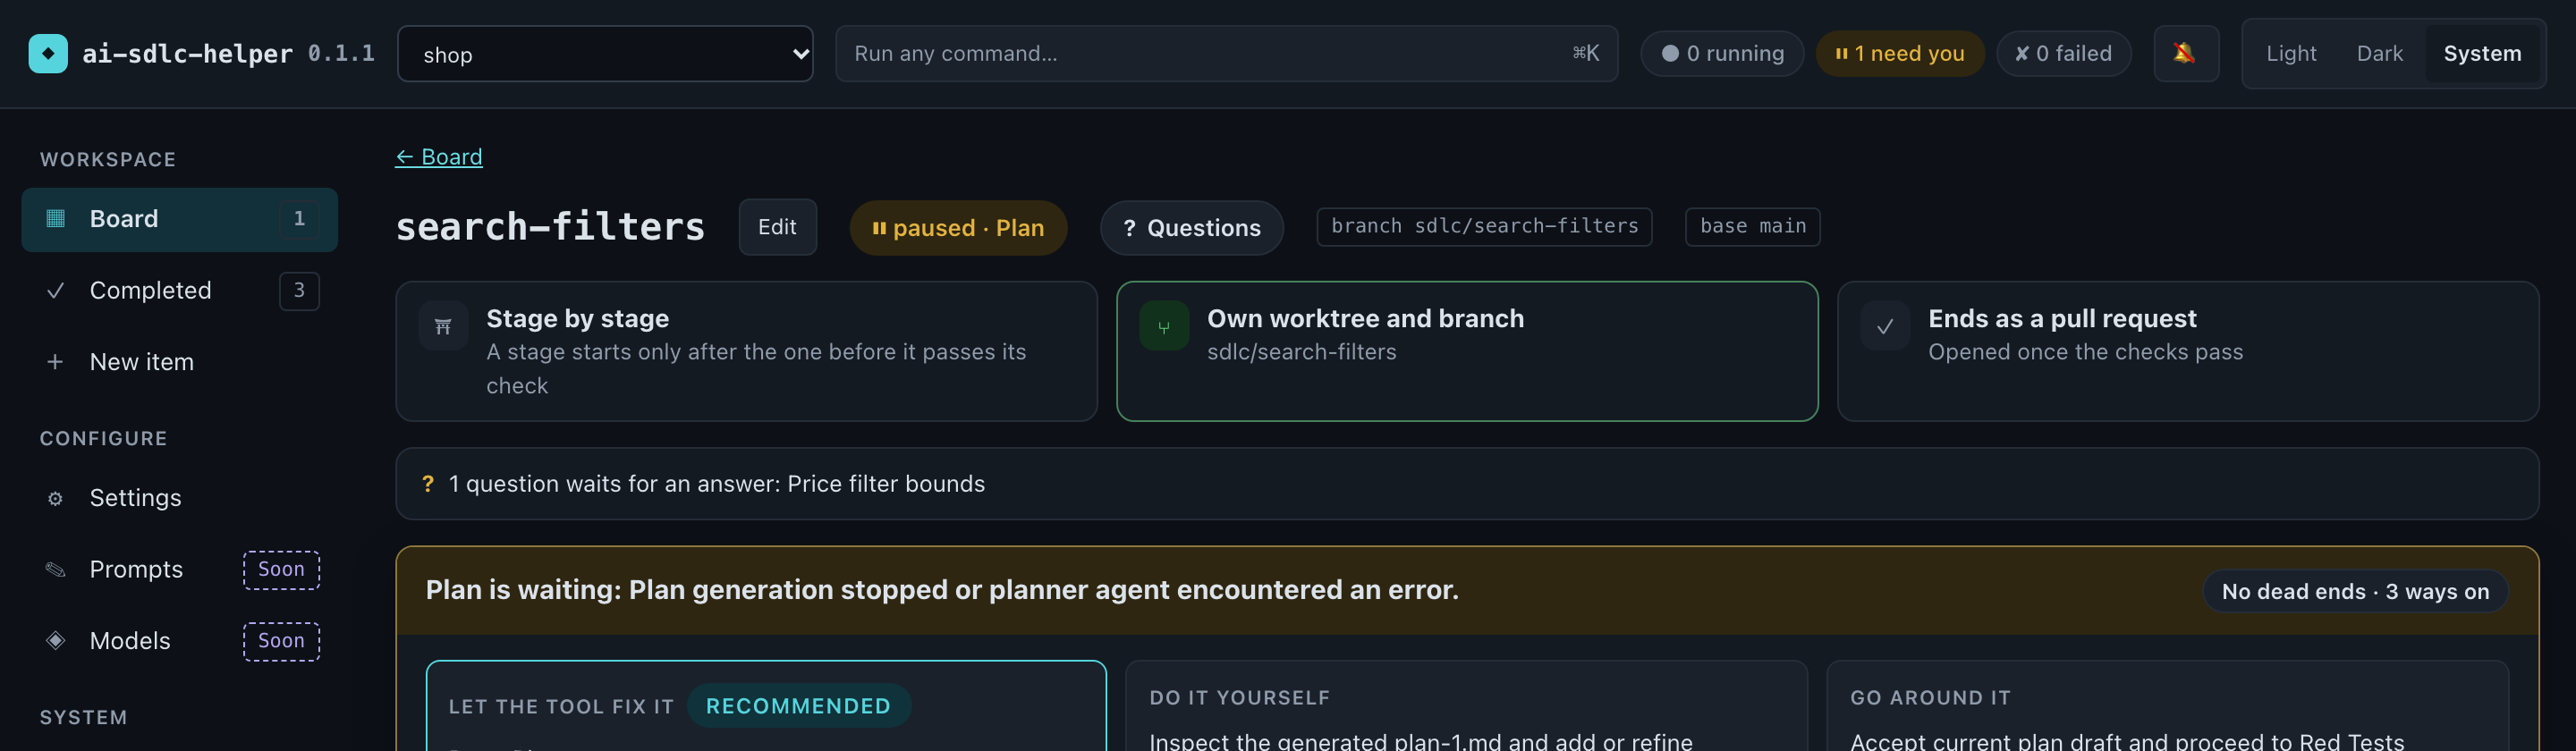 ai-sdlc-helper 0.1.1
shop
Run any command...
⌘K
0 running
1 need you
✘ 0 failed
Light
Dark
System
WORKSPACE
Board 1
Completed 3
New item
CONFIGURE
Settings
Prompts Soon
Models Soon
SYSTEM
← Board
search-filters
Edit
paused · Plan
? Questions
branch sdlc/search-filters
base main
Stage by stage
A stage starts only after the one before it passes its
check
Own worktree and branch
sdlc/search-filters
Ends as a pull request
Opened once the checks pass
? 1 question waits for an answer: Price filter bounds
Plan is waiting: Plan generation stopped or planner agent encountered an error.
No dead ends · 3 ways on
LET THE TOOL FIX IT RECOMMENDED
DO IT YOURSELF
Inspect the generated plan-1.md and add or refine
GO AROUND IT
Accept current plan draft and proceed to Red Tests